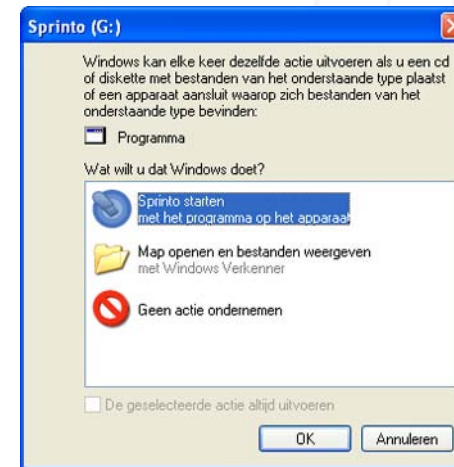 Sprinto (G:)
Windows kan elke keer dezelfde actie uitvoeren als u een cd
of diskette met bestanden van het onderstaande type plaatst
of een apparaat aansluit waarop zich bestanden van het
onderstaande type bevinden:
Programma
Wat wilt u dat Windows doet?
Sprinto starten
met het programma op het apparaat
Map openen en bestanden weergeven
met Windows Verkenner
Geen actie ondernemen
De geselecteerde actie altijd uitvoeren
OK Annuleren